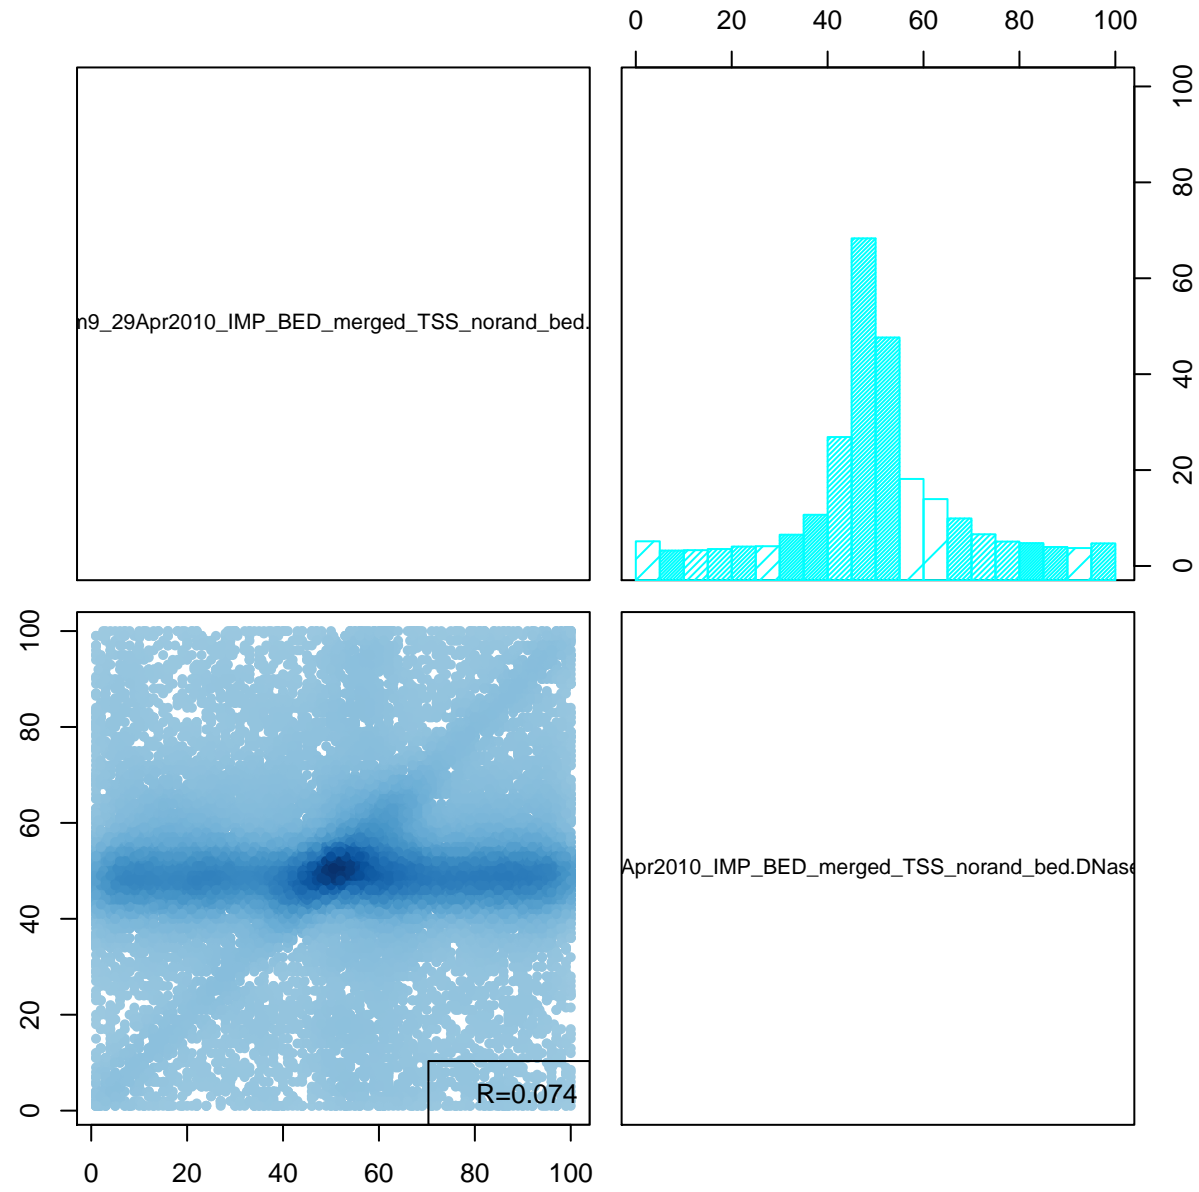 0 20 40 60 80 100
100
80
60
40
20
0
n9_29Apr2010_IMP_BED_merged_TSS_norand_bed.
100
80
60
40
20
0
Apr2010_IMP_BED_merged_TSS_norand_bed.DNase
R=0.074
0 20 40 60 80 100